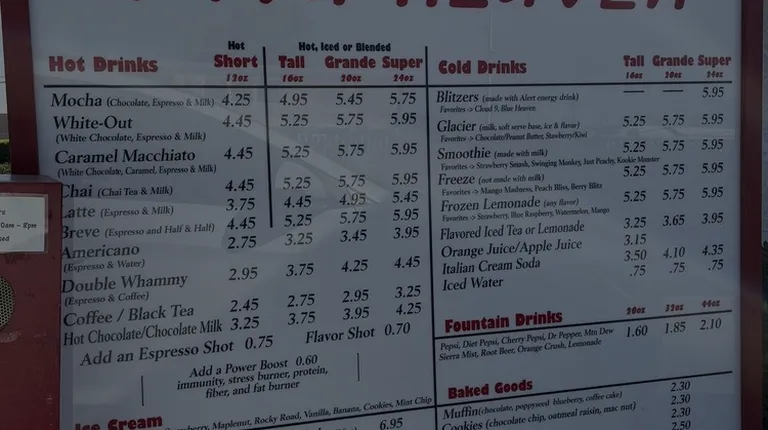 HEAVEN
Hot Drinks
Hot
Short
12oz
Hot, Iced or Blended
Tall Grande Super
16oz 20oz 24oz
Mocha (Chocolate, Espresso & Milk) 4.25 4.95 5.45 5.75
White-Out 4.45 5.25 5.75 5.95
(White Chocolate, Espresso & Milk)
Caramel Macchiato 4.45 5.25 5.75 5.95
(White Chocolate, Caramel, Espresso & Milk)
Chai (Chai Tea & Milk) 4.45 5.25 5.75 5.95
Latte (Espresso & Milk) 3.75 4.45 4.95 5.45
Breve (Espresso and Half & Half) 4.45 5.25 5.75 5.95
Americano 2.75 3.25 3.45 3.95
(Espresso & Water)
Double Whammy 2.95 3.75 4.25 4.45
(Espresso & Coffee)
Coffee / Black Tea 2.45 2.75 2.95 3.25
Hot Chocolate/Chocolate Milk 3.25 3.75 3.95 4.25
Add an Espresso Shot 0.75 Flavor Shot 0.70
Add a Power Boost 0.60
immunity, stress burner, protein,
fiber, and fat burner
Ice Cream
Maplenut, Rocky Road, Vanilla, Banana, Cookies, Mint Chip
6.95
Cold Drinks
Tall Grande Super
16oz 20oz 24oz
Blitzers (made with Alert energy drink) — — 5.95
Favorites -> Cloud 9, Blue Heaven
Glacier (milk, soft serve base, ice & flavor) 5.25 5.75 5.95
Favorites -> Chocolate/Peanut Butter, Stawberry/Kiwi
Smoothie (made with milk) 5.25 5.75 5.95
Favorites -> Strawberry Smash, Swinging Monkey, Just Peachy, Kookie Monster
Freeze (not made with milk) 5.25 5.75 5.95
Favorites -> Mango Madness, Peach Bliss, Berry Blitz
Frozen Lemonade (any flavor) 5.25 5.75 5.95
Favorites -> Strawberry, Blue Raspberry, Watermelon, Mango
Flavored Iced Tea or Lemonade 3.25 3.65 3.95
Orange Juice/Apple Juice 3.15
Italian Cream Soda 3.50 4.10 4.35
Iced Water .75 .75 .75
Fountain Drinks 20oz 32oz 44oz
Pepsi, Diet Pepsi, Cherry Pepsi, Dr Pepper, Mtn Dew 1.60 1.85 2.10
Sierra Mist, Root Beer, Orange Crush, Lemonade
Baked Goods
Muffin (chocolate, poppyseed blueberry, coffee cake) 2.30
Cookies (chocolate chip, oatmeal raisin, mac nut) 2.30
2.50